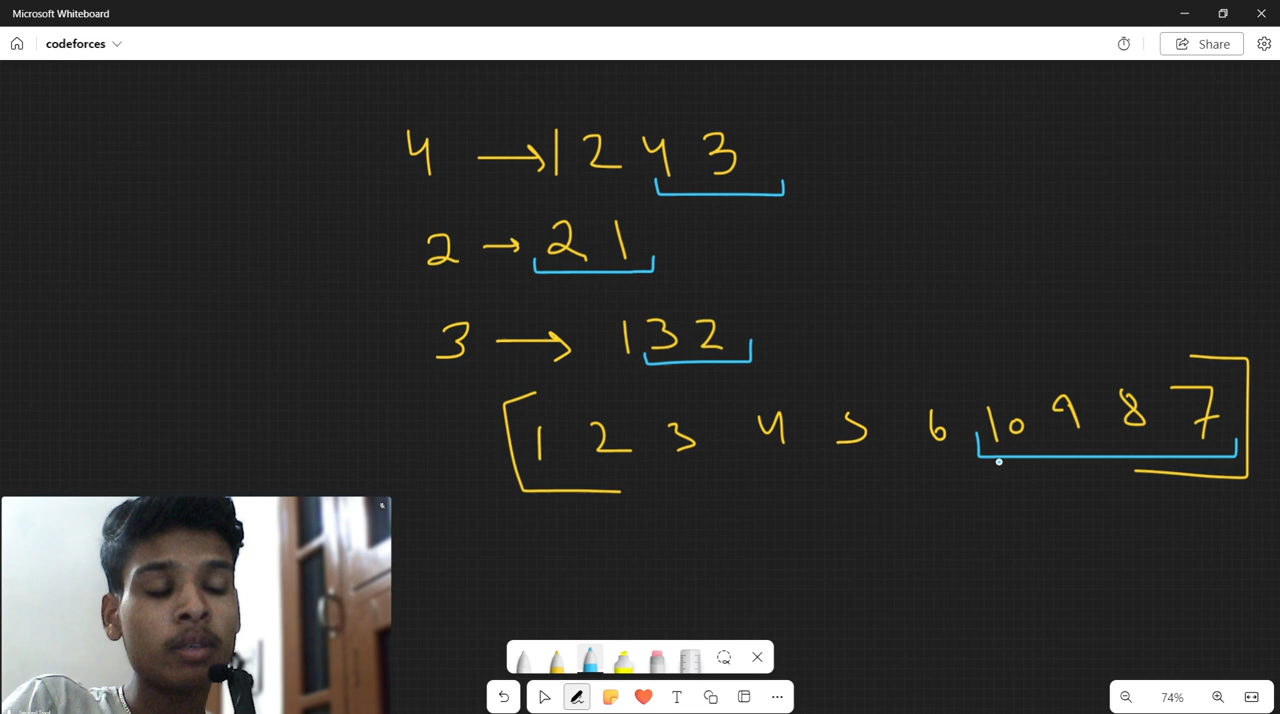 Microsoft Whiteboard
codeforces
Share
4 → 1 2 4 3
2 → 2 1
3 → 1 3 2
1 2 3 4 5 6 10 9 8 7
74%